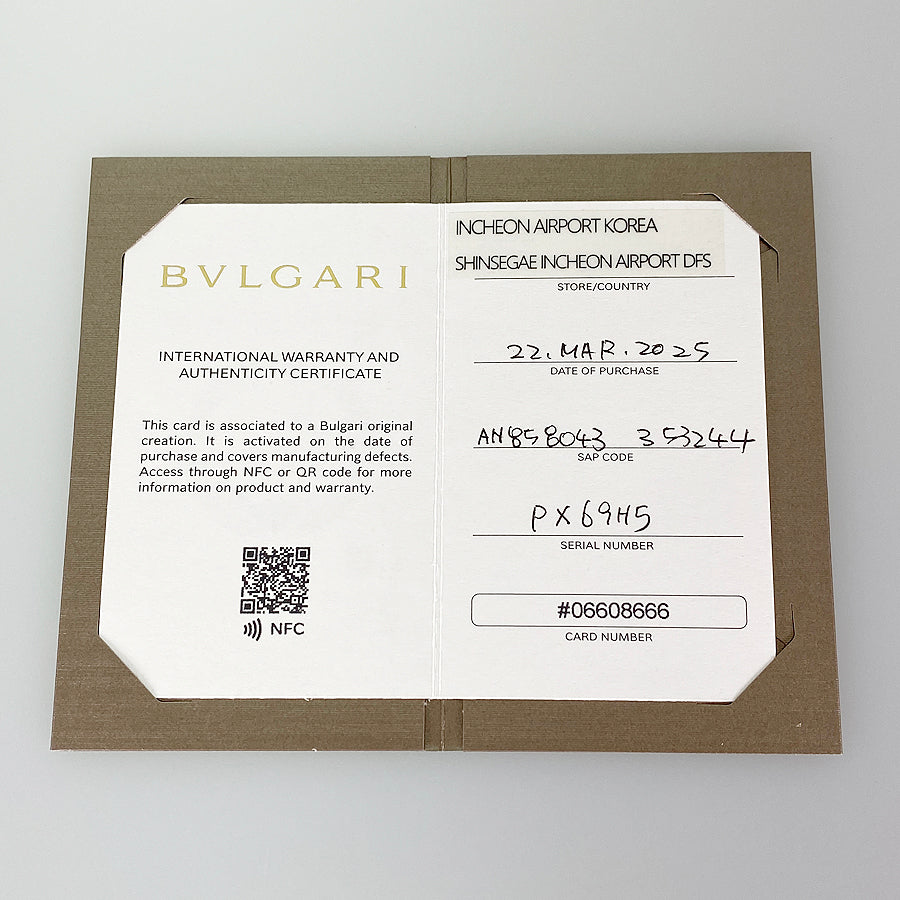 BVLGARI
INTERNATIONAL WARRANTY AND
AUTHENTICITY CERTIFICATE
This card is associated to a Bulgari original
creation. It is activated on the date of
purchase and covers manufacturing defects.
Access through NFC or QR code for more
information on product and warranty.
NFC
INCHEON AIRPORT KOREA
SHINSEGAE INCHEON AIRPORT DFS
STORE/COUNTRY
22. MAR. 2025
DATE OF PURCHASE
AN858043 353244
SAP CODE
PX69H5
SERIAL NUMBER
#06608666
CARD NUMBER